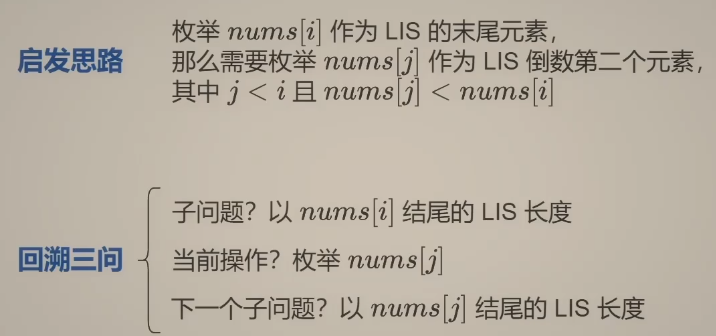 启发思路
枚举 nums[i] 作为 LIS 的末尾元素，
那么需要枚举 nums[j] 作为 LIS 倒数第二个元素，
其中 j < i 且 nums[j] < nums[i]
回溯三问
子问题？以 nums[i] 结尾的 LIS 长度
当前操作？枚举 nums[j]
下一个子问题？以 nums[j] 结尾的 LIS 长度